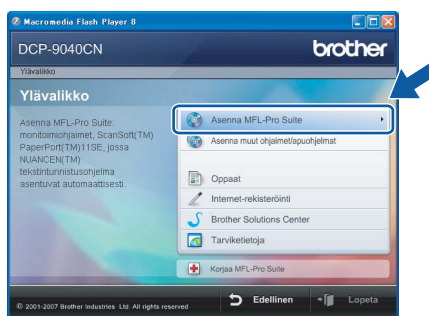 Macromedia Flash Player 8
DCP-9040CN
brother
Ylävalikko
Ylävalikko
Asenna MFL-Pro Suite:
monitoimiohjaimet, ScanSoft(TM)
PaperPort(TM)11SE, jossa
NUANCEN(TM)
tekstintunnistusohjelma
asentuvat automaattisesti.
Asenna MFL-Pro Suite
Asenna muut ohjaimet/apuohjelmat
Oppaat
Internet-rekisteröinti
Brother Solutions Center
Tarviketietoja
Korjaa MFL-Pro Suite
© 2001-2007 Brother Industries. Ltd. All rights reserved
Edellinen
Lopeta